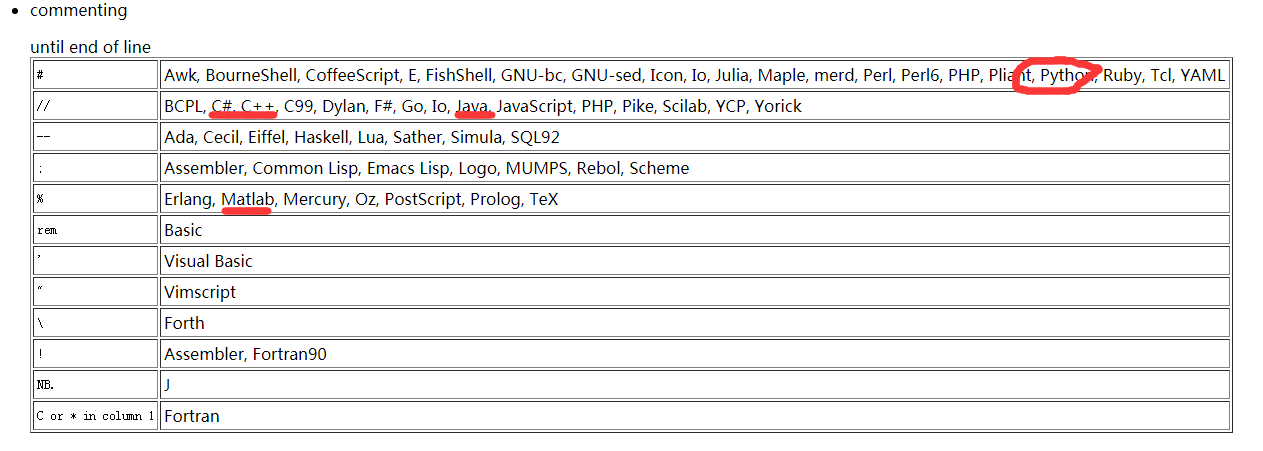 commenting
until end of line
# Awk, BourneShell, CoffeeScript, E, FishShell, GNU-bc, GNU-sed, Icon, Io, Julia, Maple, merd, Perl, Perl6, PHP, Pliant, Python, Ruby, Tcl, YAML
// BCPL, C#, C++, C99, Dylan, F#, Go, Io, Java, JavaScript, PHP, Pike, Scilab, YCP, Yorick
-- Ada, Cecil, Eiffel, Haskell, Lua, Sather, Simula, SQL92
; Assembler, Common Lisp, Emacs Lisp, Logo, MUMPS, Rebol, Scheme
% Erlang, Matlab, Mercury, Oz, PostScript, Prolog, TeX
rem Basic
' Visual Basic
" Vimscript
\ Forth
! Assembler, Fortran90
NB. J
C or * in column 1 Fortran